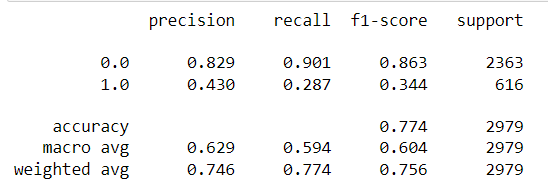 precision recall f1-score support
0.0 0.829 0.901 0.863 2363
1.0 0.430 0.287 0.344 616
accuracy 0.774 2979
macro avg 0.629 0.594 0.604 2979
weighted avg 0.746 0.774 0.756 2979